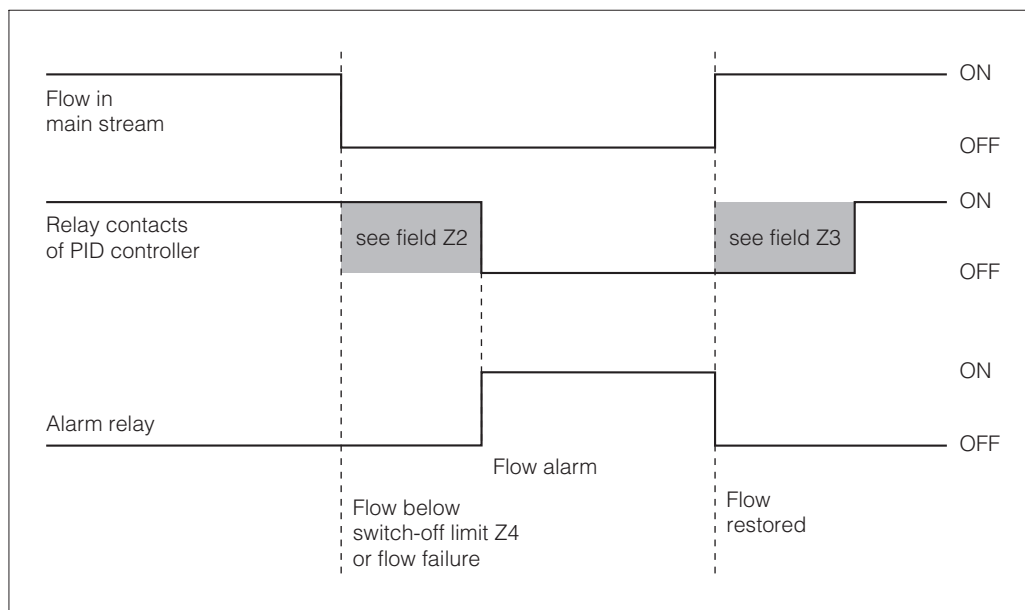 ON
Flow in
main stream
OFF
ON
Relay contacts
of PID controller
see field Z2
see field Z3
OFF
ON
Alarm relay
OFF
Flow alarm
Flow below
switch-off limit Z4
or flow failure
Flow
restored